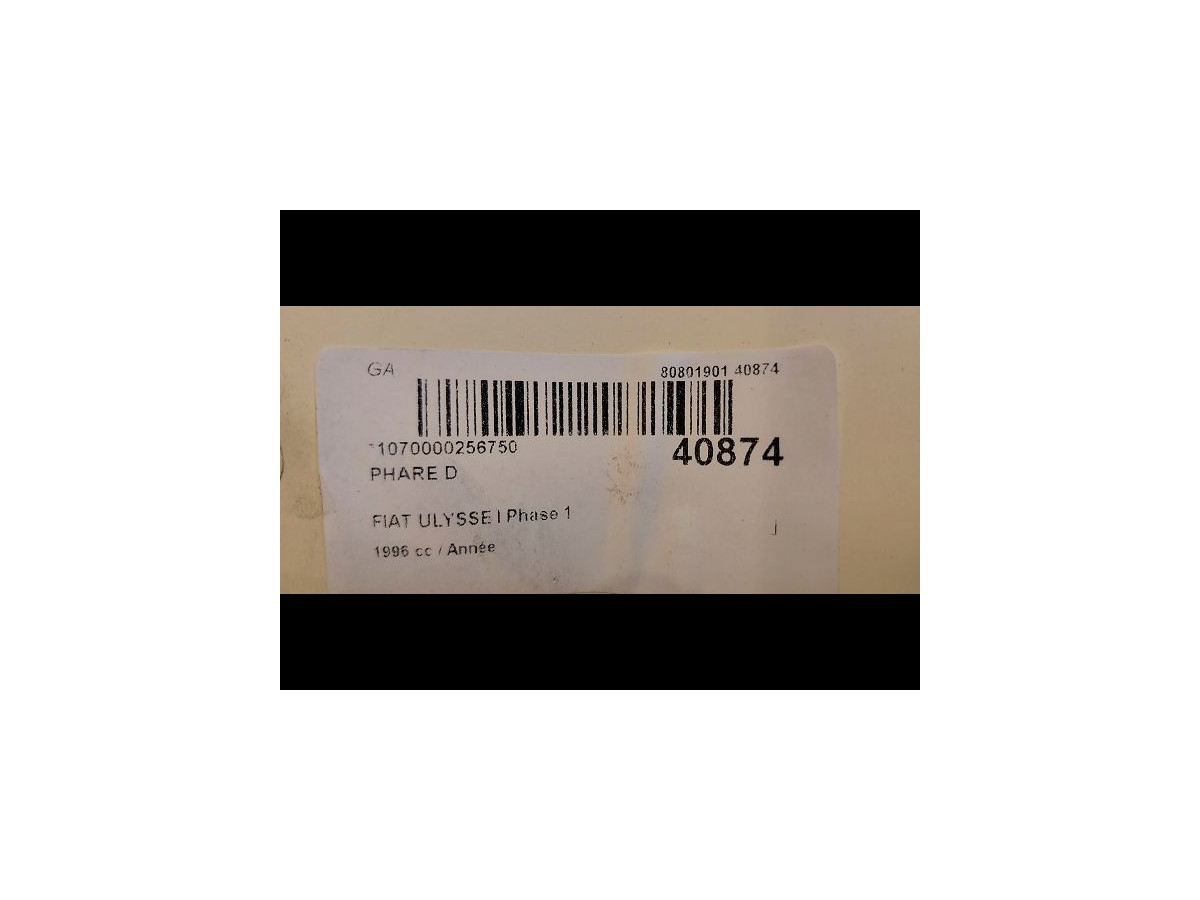 GA 80801901 40874
*1070000256750 40874
PHARE D
FIAT ULYSSE I Phase 1
1996 cc / Année